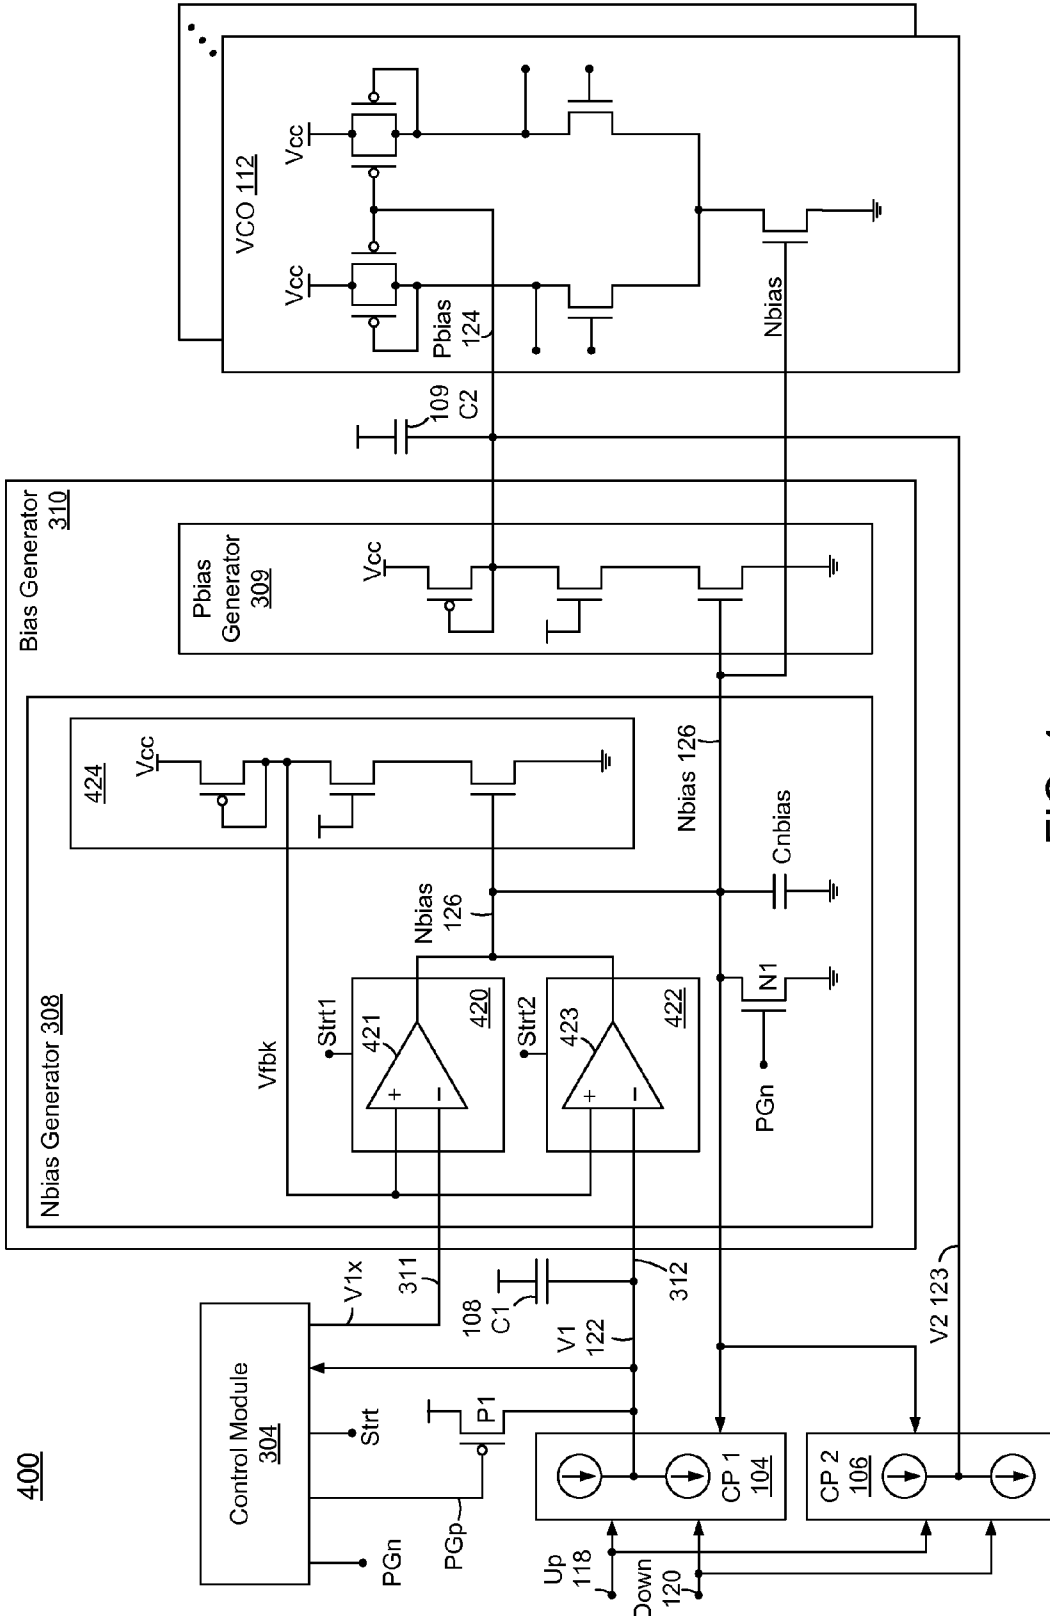 400
Control Module
304
PGn
PGp
Strt
V1x
311
P1
V1
122
108
C1
312
Up
118
Down
120
CP 1
104
CP 2
106
V2 123
Bias Generator
310
Nbias Generator 308
Vfbk
Strt1
421
+
−
420
Strt2
423
+
−
422
Nbias
126
424
Vcc
PGn
N1
Cnbias
Nbias 126
Pbias
Generator
309
Vcc
109
C2
VCO 112
Vcc
Vcc
Pbias
124
Nbias